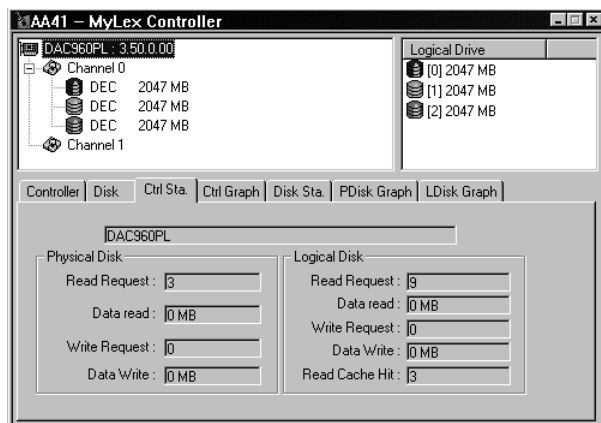 AA41 – MyLex Controller
DAC960PL : 3.50.0.00
Channel 0
DEC 2047 MB
DEC 2047 MB
DEC 2047 MB
Channel 1
Logical Drive
[0] 2047 MB
[1] 2047 MB
[2] 2047 MB
Controller Disk Ctrl Sta. Ctrl Graph Disk Sta. PDisk Graph LDisk Graph
DAC960PL
Physical Disk
Read Request : 3
Data read : 0 MB
Write Request : 0
Data Write : 0 MB
Logical Disk
Read Request : 9
Data read : 0 MB
Write Request : 0
Data Write : 0 MB
Read Cache Hit : 3